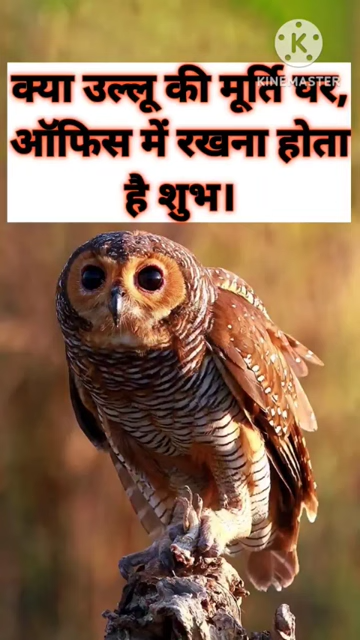 KINEMASTER
क्या उल्लू की मूर्ति घर,
ऑफिस में रखना होता
है शुभ।